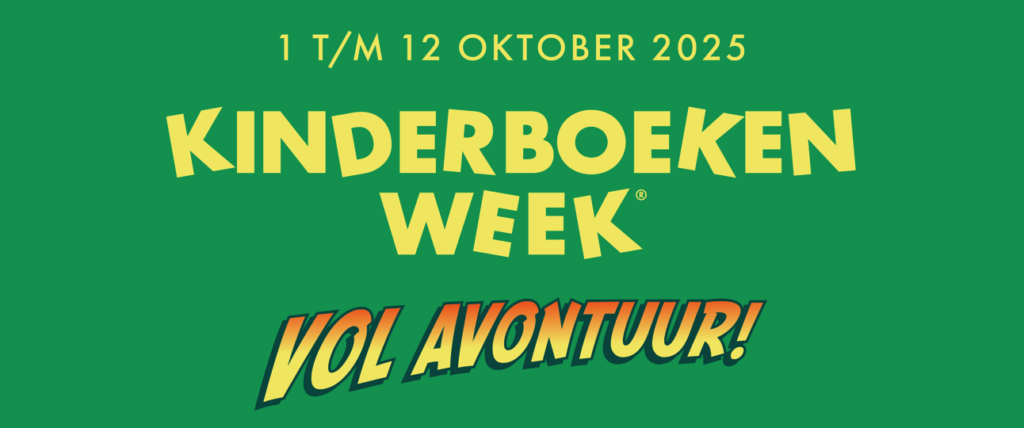 1 T/M 12 OKTOBER 2025
KINDERBOEKEN
WEEK®
VOL AVONTUUR!